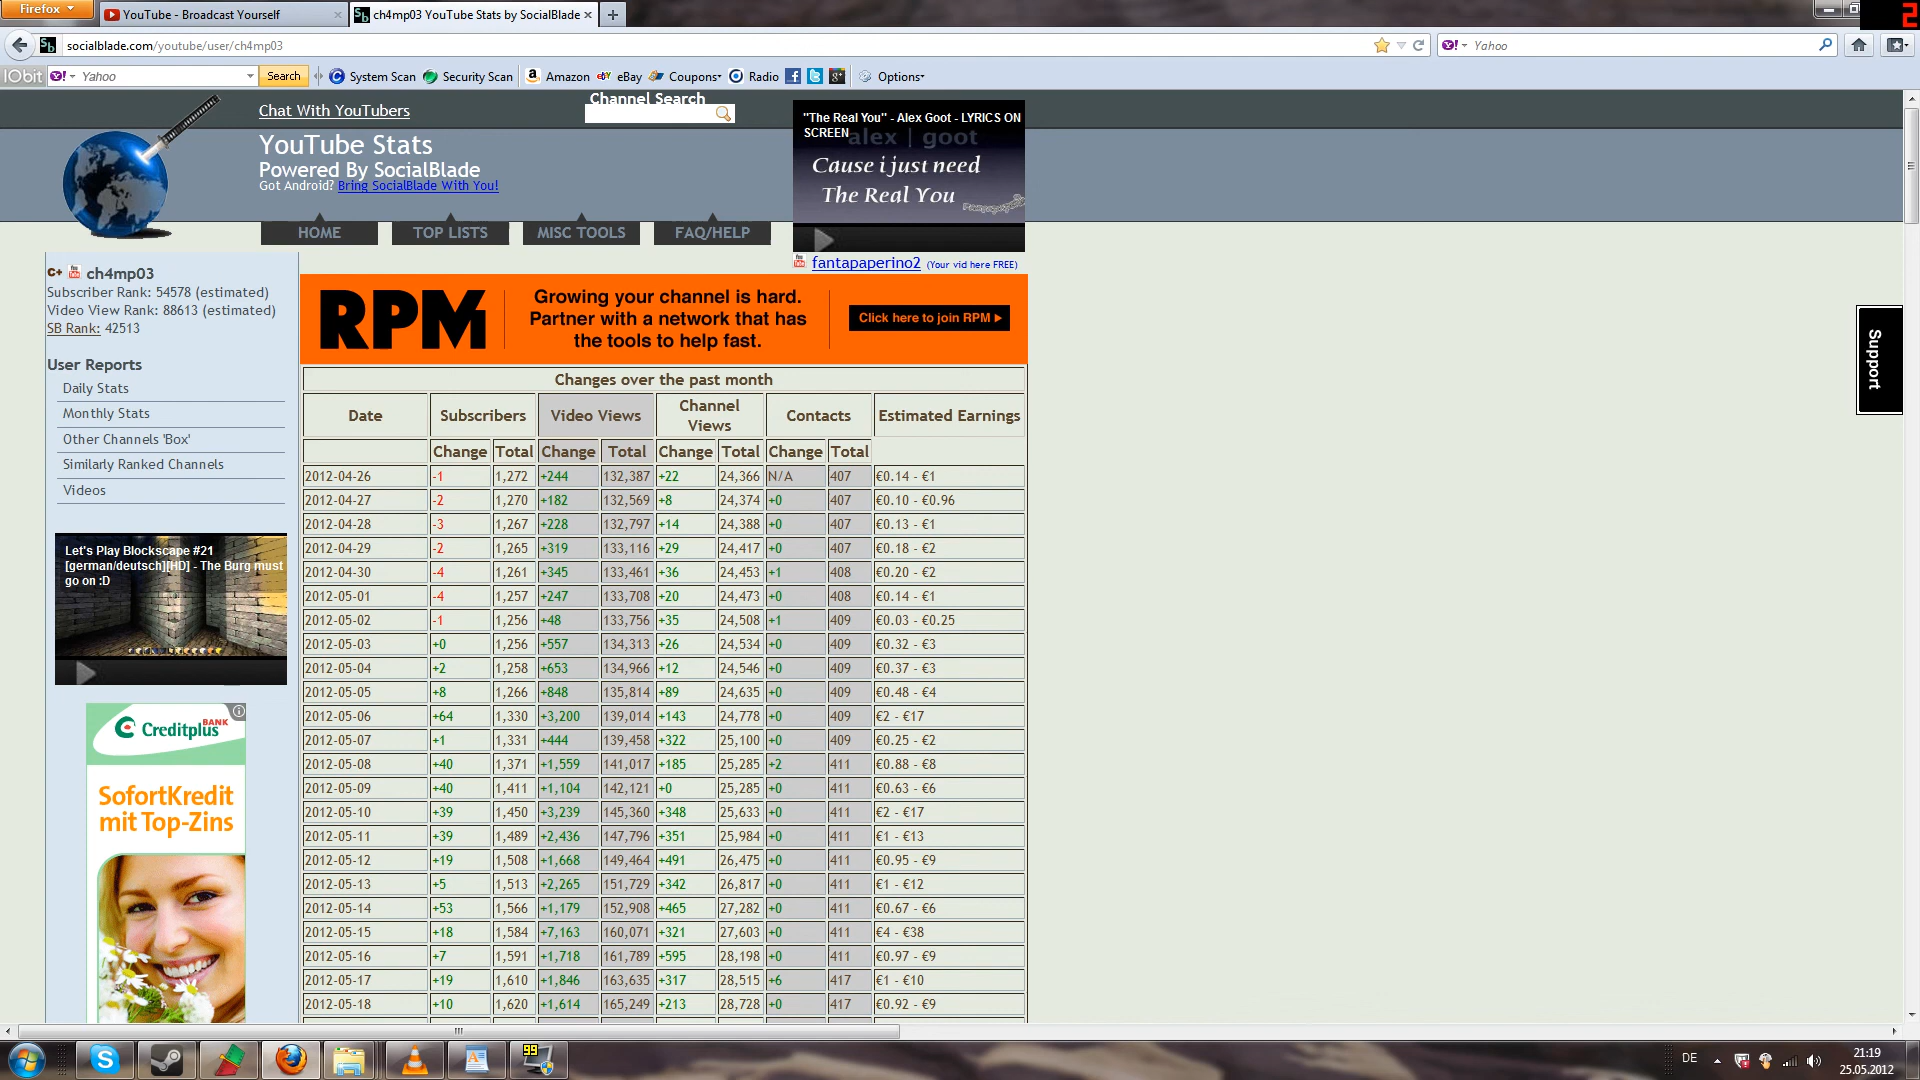 Firefox
YouTube - Broadcast Yourself
ch4mp03 YouTube Stats by SocialBlade
2
socialblade.com/youtube/user/ch4mp03
Yahoo
IObit
Yahoo
Search
System Scan
Security Scan
Amazon
eBay
Coupons
Radio
Options
Chat With YouTubers
Channel Search
YouTube Stats
Powered By SocialBlade
Got Android? Bring SocialBlade With You!
HOME
TOP LISTS
MISC TOOLS
FAQ/HELP
"The Real You" - Alex Goot - LYRICS ON
SCREEN
alex | goot
Cause i just need
The Real You
fantapaperino2 (Your vid here FREE)
C+ ch4mp03
Subscriber Rank: 54578 (estimated)
Video View Rank: 88613 (estimated)
SB Rank: 42513
User Reports
Daily Stats
Monthly Stats
Other Channels 'Box'
Similarly Ranked Channels
Videos
Let's Play Blockscape #21
[german/deutsch][HD] - The Burg must
go on :D
Creditplus BANK
SofortKredit
mit Top-Zins
RPM
Growing your channel is hard.
Partner with a network that has
the tools to help fast.
Click here to join RPM
Support
Changes over the past month
Date Subscribers Video Views Channel Views Contacts Estimated Earnings
Change Total Change Total Change Total Change Total
2012-04-26 -1 1,272 +244 132,387 +22 24,366 N/A 407 €0.14 - €1
2012-04-27 -2 1,270 +182 132,569 +8 24,374 +0 407 €0.10 - €0.96
2012-04-28 -3 1,267 +228 132,797 +14 24,388 +0 407 €0.13 - €1
2012-04-29 -2 1,265 +319 133,116 +29 24,417 +0 407 €0.18 - €2
2012-04-30 -4 1,261 +345 133,461 +36 24,453 +1 408 €0.20 - €2
2012-05-01 -4 1,257 +247 133,708 +20 24,473 +0 408 €0.14 - €1
2012-05-02 -1 1,256 +48 133,756 +35 24,508 +1 409 €0.03 - €0.25
2012-05-03 +0 1,256 +557 134,313 +26 24,534 +0 409 €0.32 - €3
2012-05-04 +2 1,258 +653 134,966 +12 24,546 +0 409 €0.37 - €3
2012-05-05 +8 1,266 +848 135,814 +89 24,635 +0 409 €0.48 - €4
2012-05-06 +64 1,330 +3,200 139,014 +143 24,778 +0 409 €2 - €17
2012-05-07 +1 1,331 +444 139,458 +322 25,100 +0 409 €0.25 - €2
2012-05-08 +40 1,371 +1,559 141,017 +185 25,285 +2 411 €0.88 - €8
2012-05-09 +40 1,411 +1,104 142,121 +0 25,285 +0 411 €0.63 - €6
2012-05-10 +39 1,450 +3,239 145,360 +348 25,633 +0 411 €2 - €17
2012-05-11 +39 1,489 +2,436 147,796 +351 25,984 +0 411 €1 - €13
2012-05-12 +19 1,508 +1,668 149,464 +491 26,475 +0 411 €0.95 - €9
2012-05-13 +5 1,513 +2,265 151,729 +342 26,817 +0 411 €1 - €12
2012-05-14 +53 1,566 +1,179 152,908 +465 27,282 +0 411 €0.67 - €6
2012-05-15 +18 1,584 +7,163 160,071 +321 27,603 +0 411 €4 - €38
2012-05-16 +7 1,591 +1,718 161,789 +595 28,198 +0 411 €0.97 - €9
2012-05-17 +19 1,610 +1,846 163,635 +317 28,515 +6 417 €1 - €10
2012-05-18 +10 1,620 +1,614 165,249 +213 28,728 +0 417 €0.92 - €9
99
DE
21:19
25.05.2012